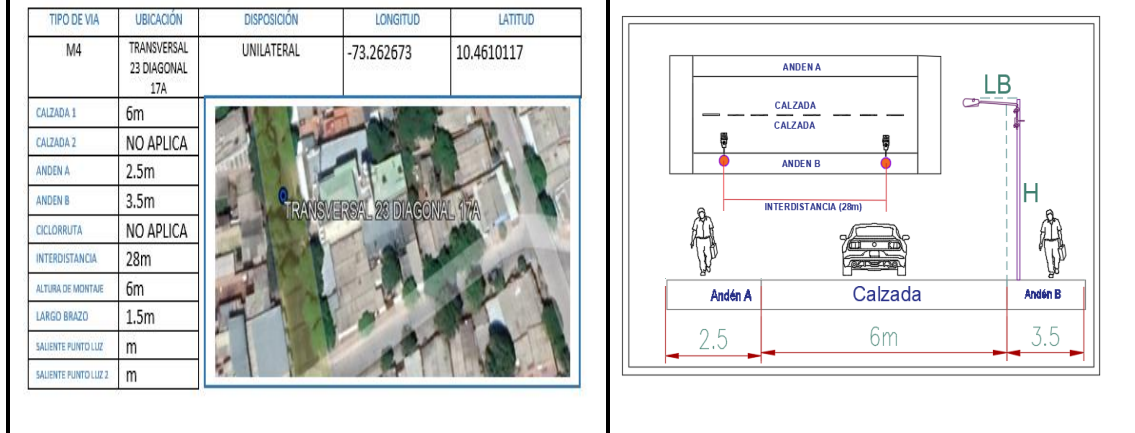 TIPO DE VIA UBICACIÓN DISPOSICIÓN LONGITUD LATITUD
M4 TRANSVERSAL 23 DIAGONAL 17A UNILATERAL -73.262673 10.4610117
CALZADA 1 6m
CALZADA 2 NO APLICA
ANDEN A 2.5m
ANDEN B 3.5m
CICLORRUTA NO APLICA
INTERDISTANCIA 28m
ALTURA DE MONTAJE 6m
LARGO BRAZO 1.5m
SALIENTE PUNTO LUZ m
SALIENTE PUNTO LUZ 2 m
TRANSVERSAL 23 DIAGONAL 17A
ANDEN A
CALZADA
CALZADA
ANDEN B
INTERDISTANCIA (28m)
LB
H
Andén A Calzada Andén B
2.5 6m 3.5